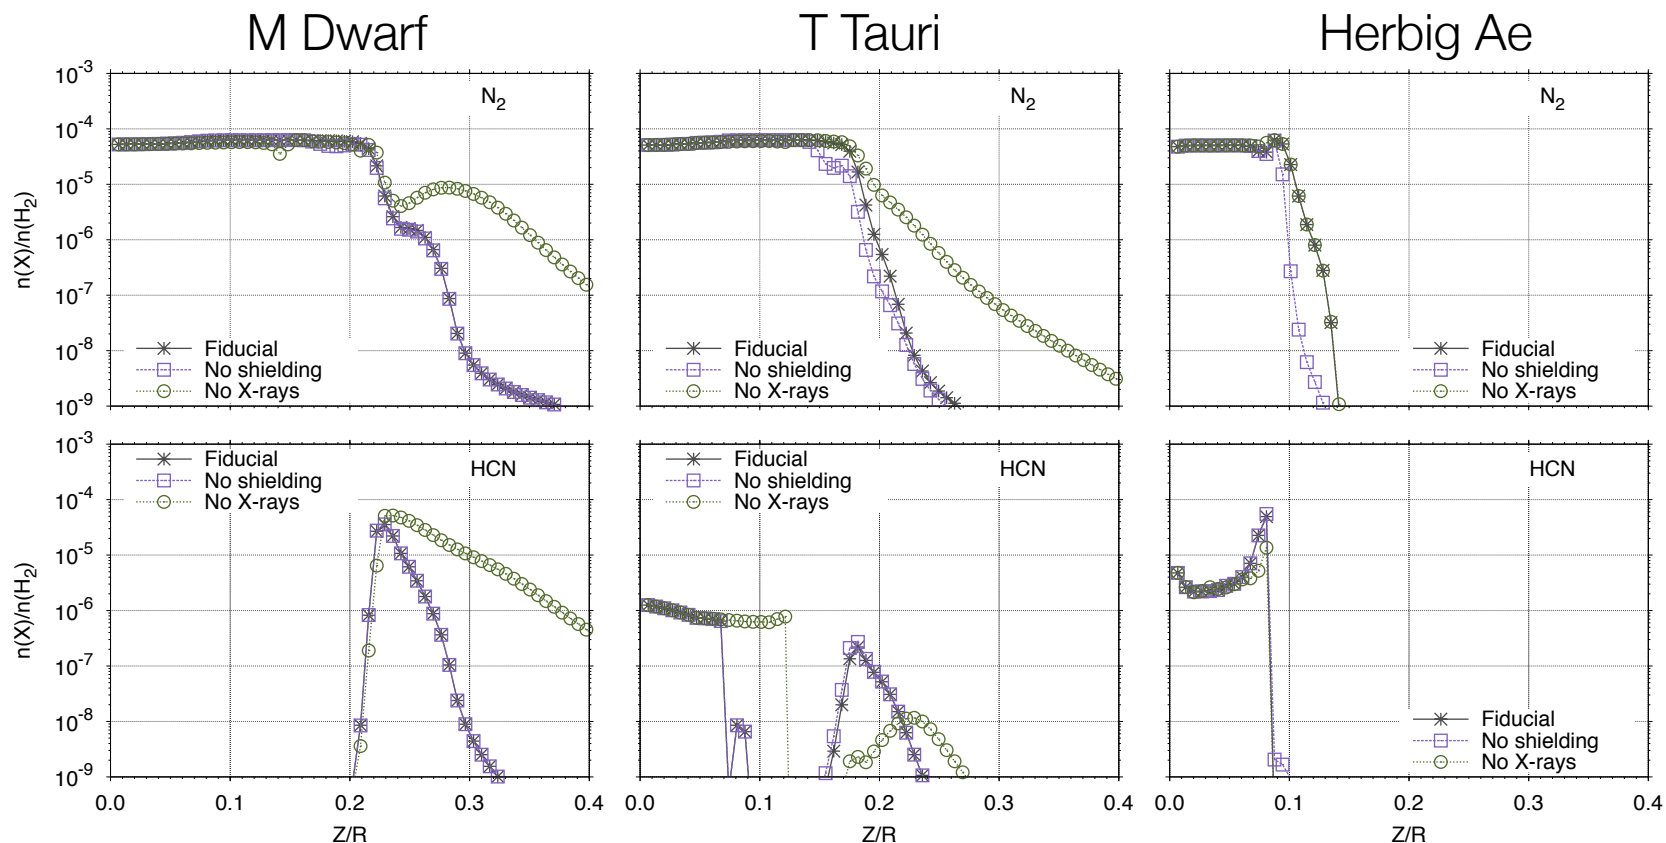 M Dwarf
T Tauri
Herbig Ae
10-3
10-4
10-5
10-6
10-7
10-8
10-9
n(X)/n(H2)
N2
Fiducial
No shielding
No X-rays
N2
Fiducial
No shielding
No X-rays
N2
Fiducial
No shielding
No X-rays
10-3
10-4
10-5
10-6
10-7
10-8
10-9
n(X)/n(H2)
Fiducial
No shielding
No X-rays
HCN
0.0 0.1 0.2 0.3 0.4
Z/R
Fiducial
No shielding
No X-rays
HCN
0.0 0.1 0.2 0.3 0.4
Z/R
HCN
Fiducial
No shielding
No X-rays
0.0 0.1 0.2 0.3 0.4
Z/R